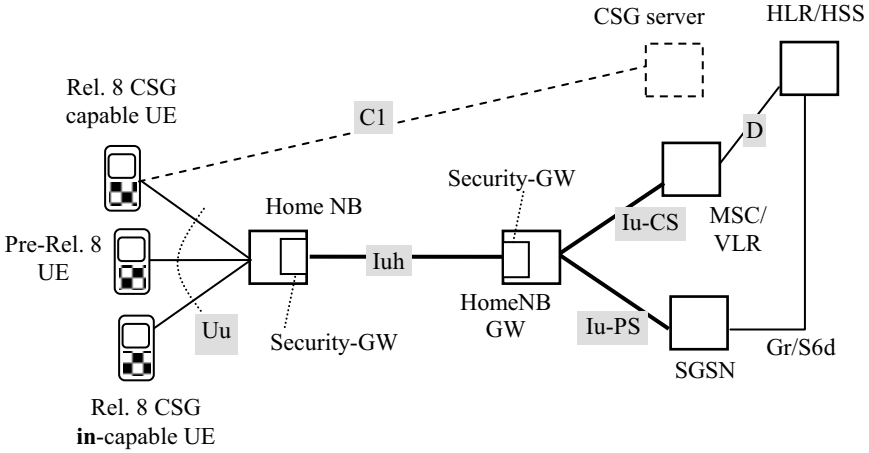 CSG server
HLR/HSS
Rel. 8 CSG
capable UE
C1
D
Security-GW
Home NB
Iu-CS
MSC/
VLR
Pre-Rel. 8
UE
Iuh
HomeNB
GW
Uu
Security-GW
Iu-PS
Gr/S6d
SGSN
Rel. 8 CSG
in-capable UE